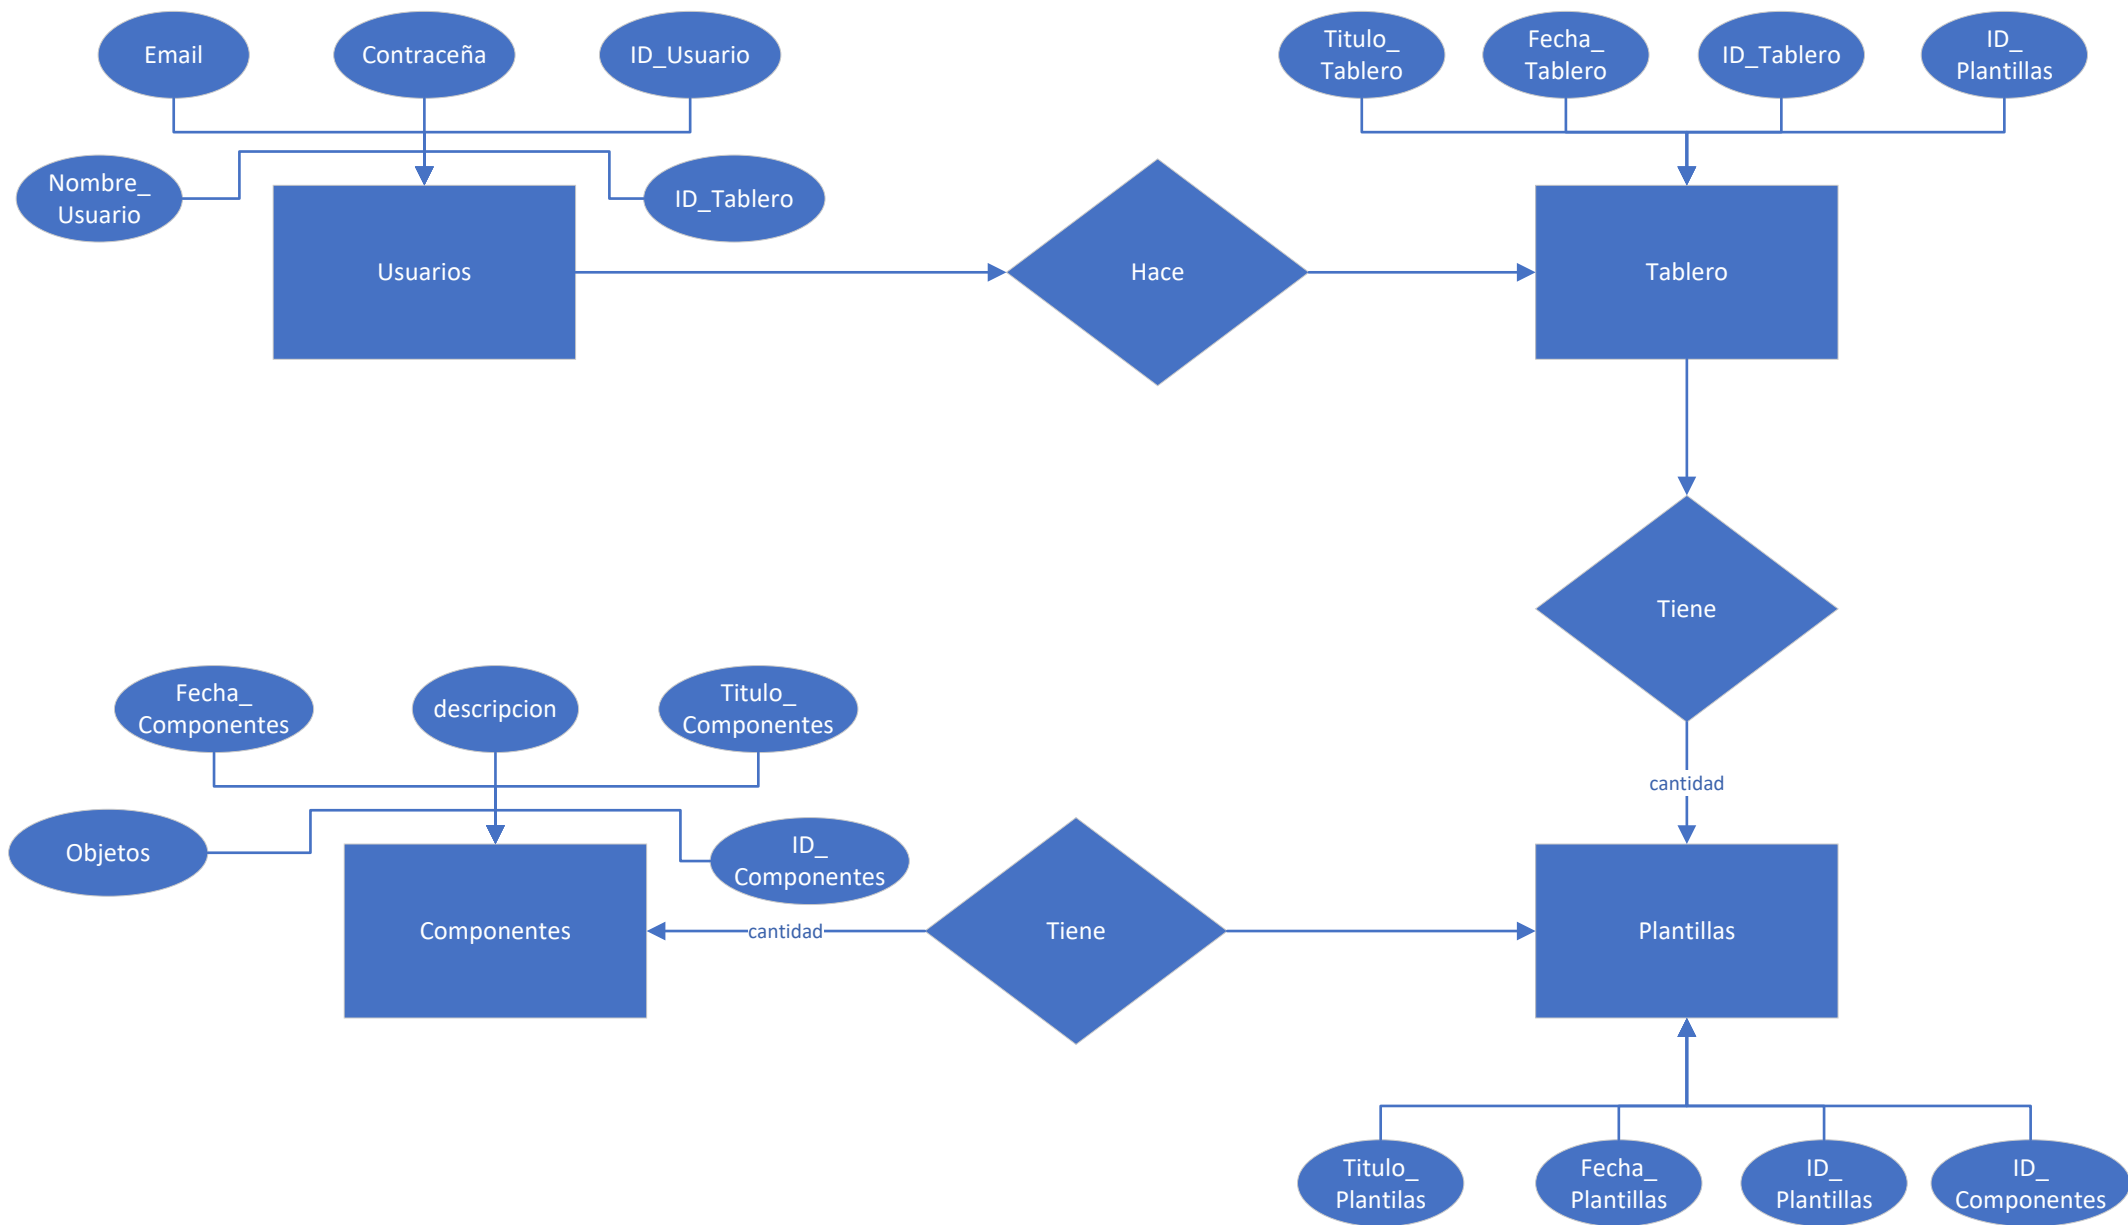 Email
Contraceña
ID_Usuario
Titulo_
Tablero
Fecha_
Tablero
ID_Tablero
ID_
Plantillas
Nombre_
Usuario
ID_Tablero
Usuarios
Hace
Tablero
Tiene
Fecha_
Componentes
descripcion
Titulo_
Componentes
cantidad
Objetos
ID_
Componentes
Componentes
cantidad
Tiene
Plantillas
Titulo_
Plantilas
Fecha_
Plantillas
ID_
Plantillas
ID_
Componentes